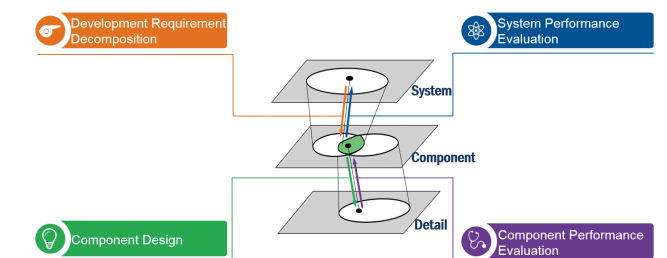 Development Requirement
Decomposition
System Performance
Evaluation
System
Component
Detail
Component Design
Component Performance
Evaluation